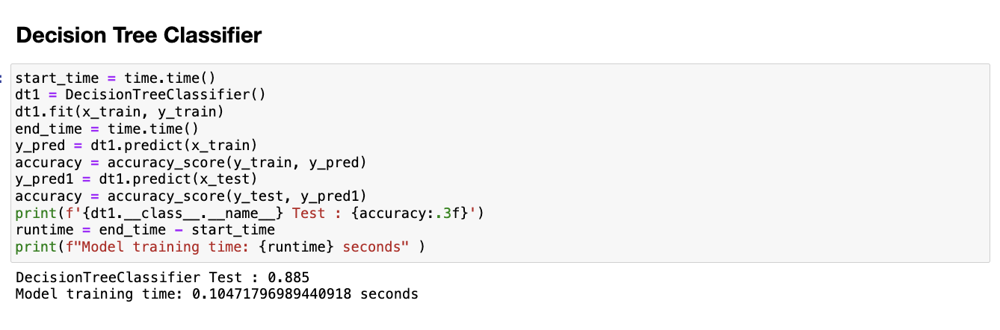 Decision Tree Classifier
start_time = time.time()
dt1 = DecisionTreeClassifier()
dt1.fit(x_train, y_train)
end_time = time.time()
y_pred = dt1.predict(x_train)
accuracy = accuracy_score(y_train, y_pred)
y_pred1 = dt1.predict(x_test)
accuracy = accuracy_score(y_test, y_pred1)
print(f'{dt1.__class__.__name__} Test : {accuracy:.3f}')
runtime = end_time - start_time
print(f"Model training time: {runtime} seconds" )
DecisionTreeClassifier Test : 0.885
Model training time: 0.10471796989440918 seconds